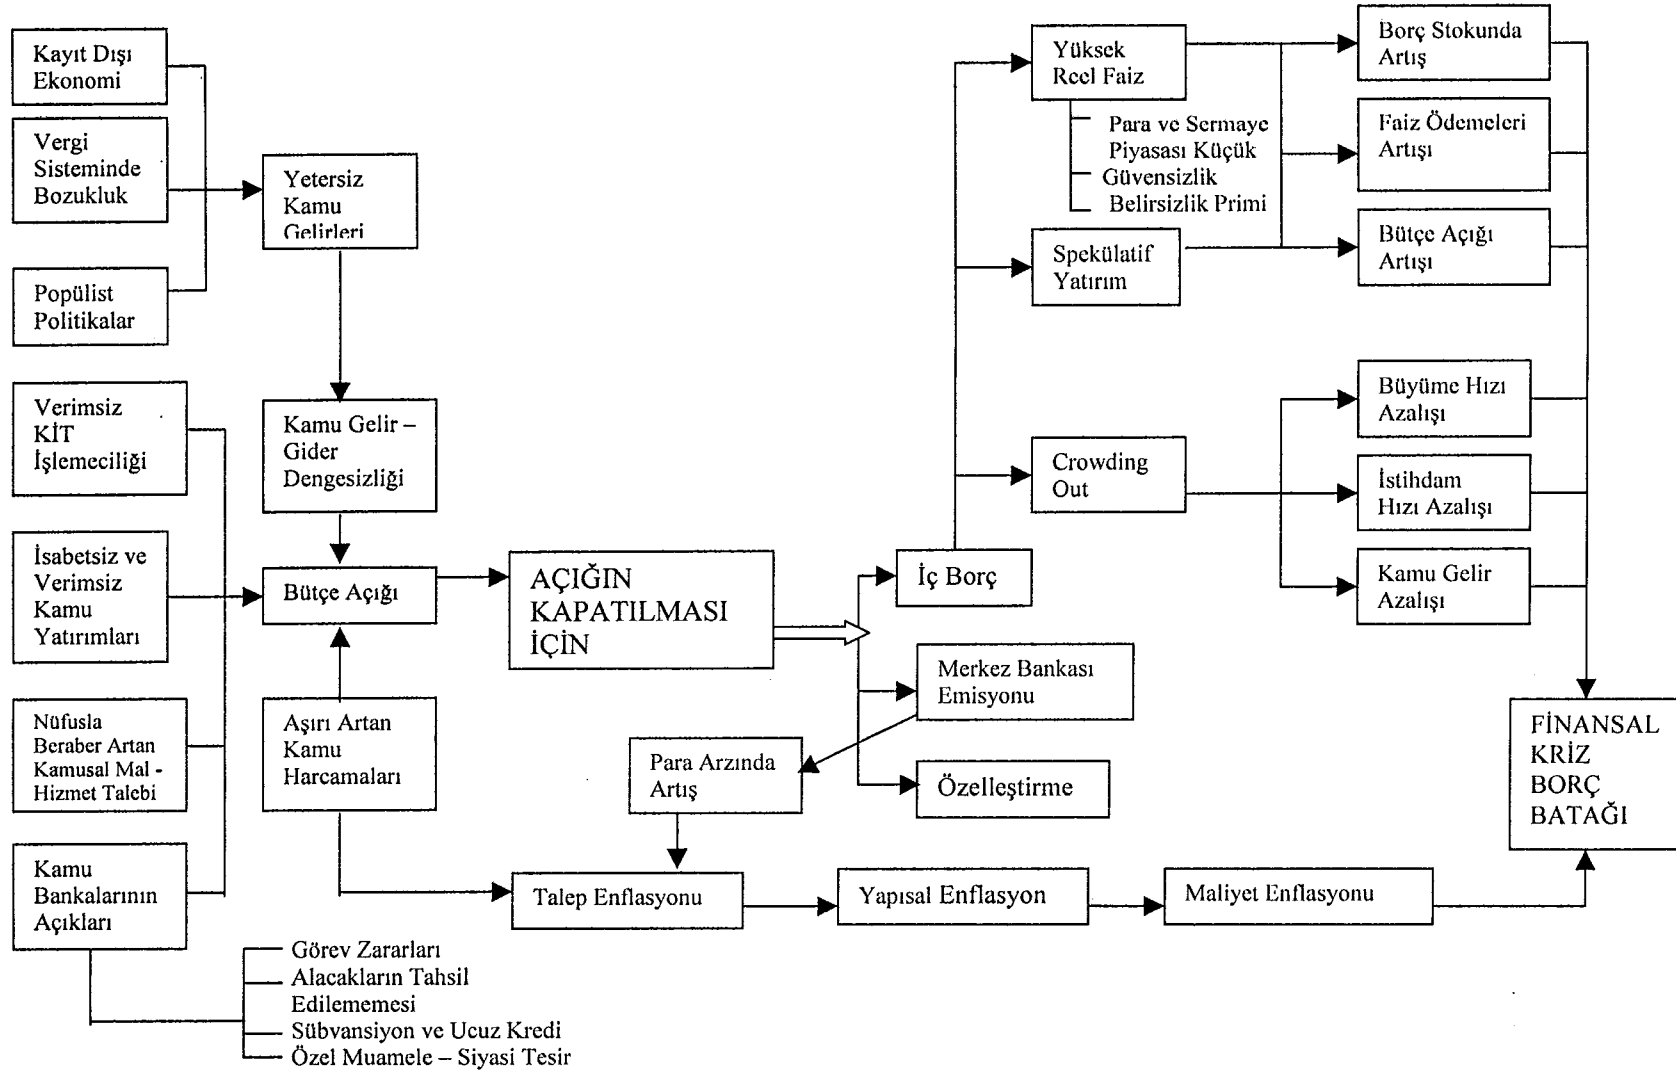 Kayıt Dışı
Ekonomi
Vergi
Sisteminde
Bozukluk
Popülist
Politikalar
Yetersiz
Kamu
Gelirleri
Verimsiz
KİT
İşlemeciliği
Kamu Gelir –
Gider
Dengesizliği
İsabetsiz ve
Verimsiz
Kamu
Yatırımları
Bütçe Açığı
Nüfusla
Beraber Artan
Kamusal Mal -
Hizmet Talebi
Aşırı Artan
Kamu
Harcamaları
Kamu
Bankalarının
Açıkları
Görev Zararları
Alacakların Tahsil
Edilememesi
Sübvansiyon ve Ucuz Kredi
Özel Muamele – Siyasi Tesir
AÇIĞIN
KAPATILMASI
İÇİN
İç Borç
Merkez Bankası
Emisyonu
Özelleştirme
Para Arzında
Artış
Talep Enflasyonu
Yapısal Enflasyon
Maliyet Enflasyonu
Yüksek
Reel Faiz
Para ve Sermaye
Piyasası Küçük
Güvensizlik
Belirsizlik Primi
Spekülatif
Yatırım
Crowding
Out
Borç Stokunda
Artış
Faiz Ödemeleri
Artışı
Bütçe Açığı
Artışı
Büyüme Hızı
Azalışı
İstihdam
Hızı Azalışı
Kamu Gelir
Azalışı
FİNANSAL
KRİZ
BORÇ
BATAĞI